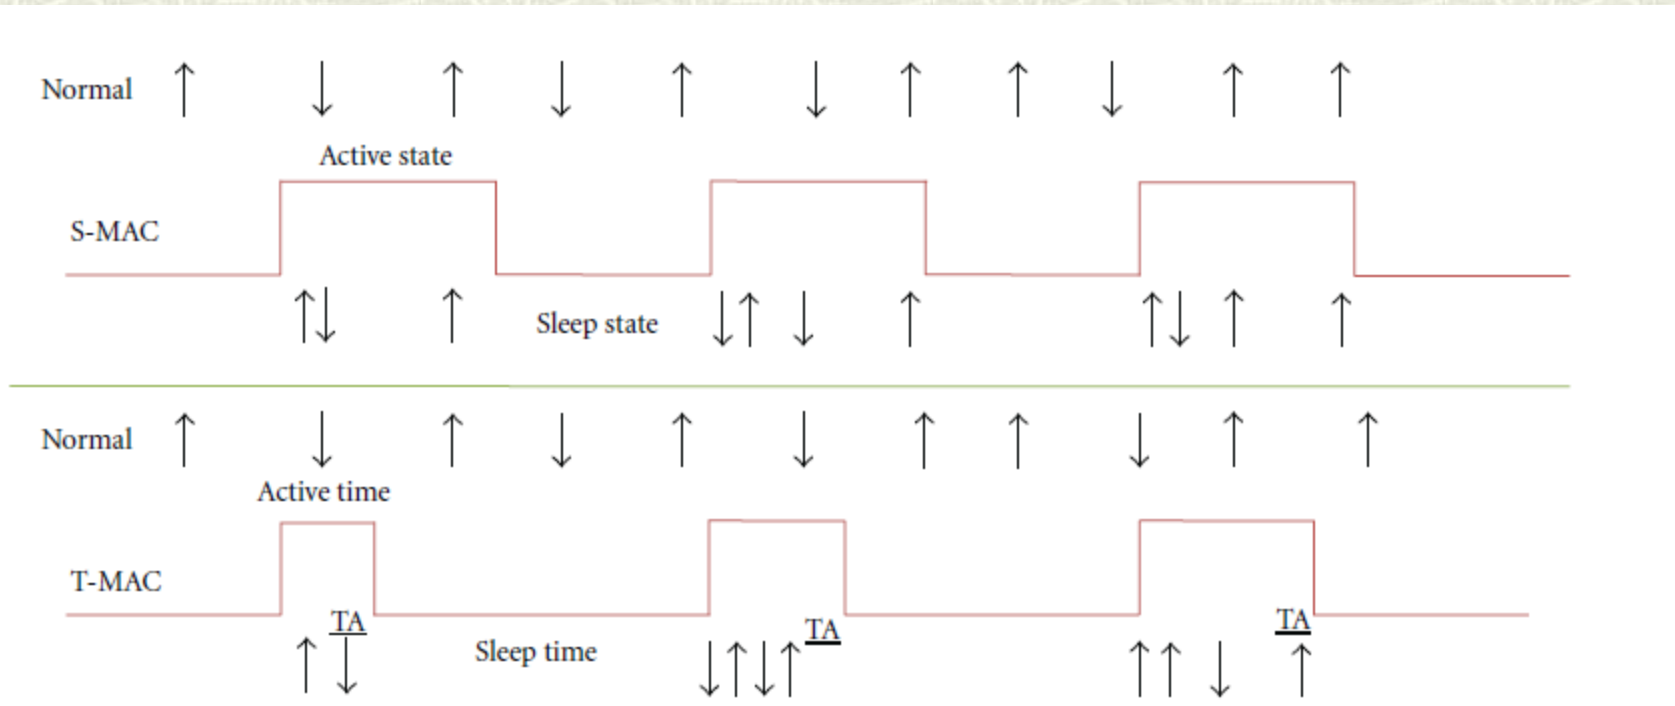 Normal
Active state
S-MAC
Sleep state
Normal
Active time
T-MAC
TA
TA
TA
Sleep time